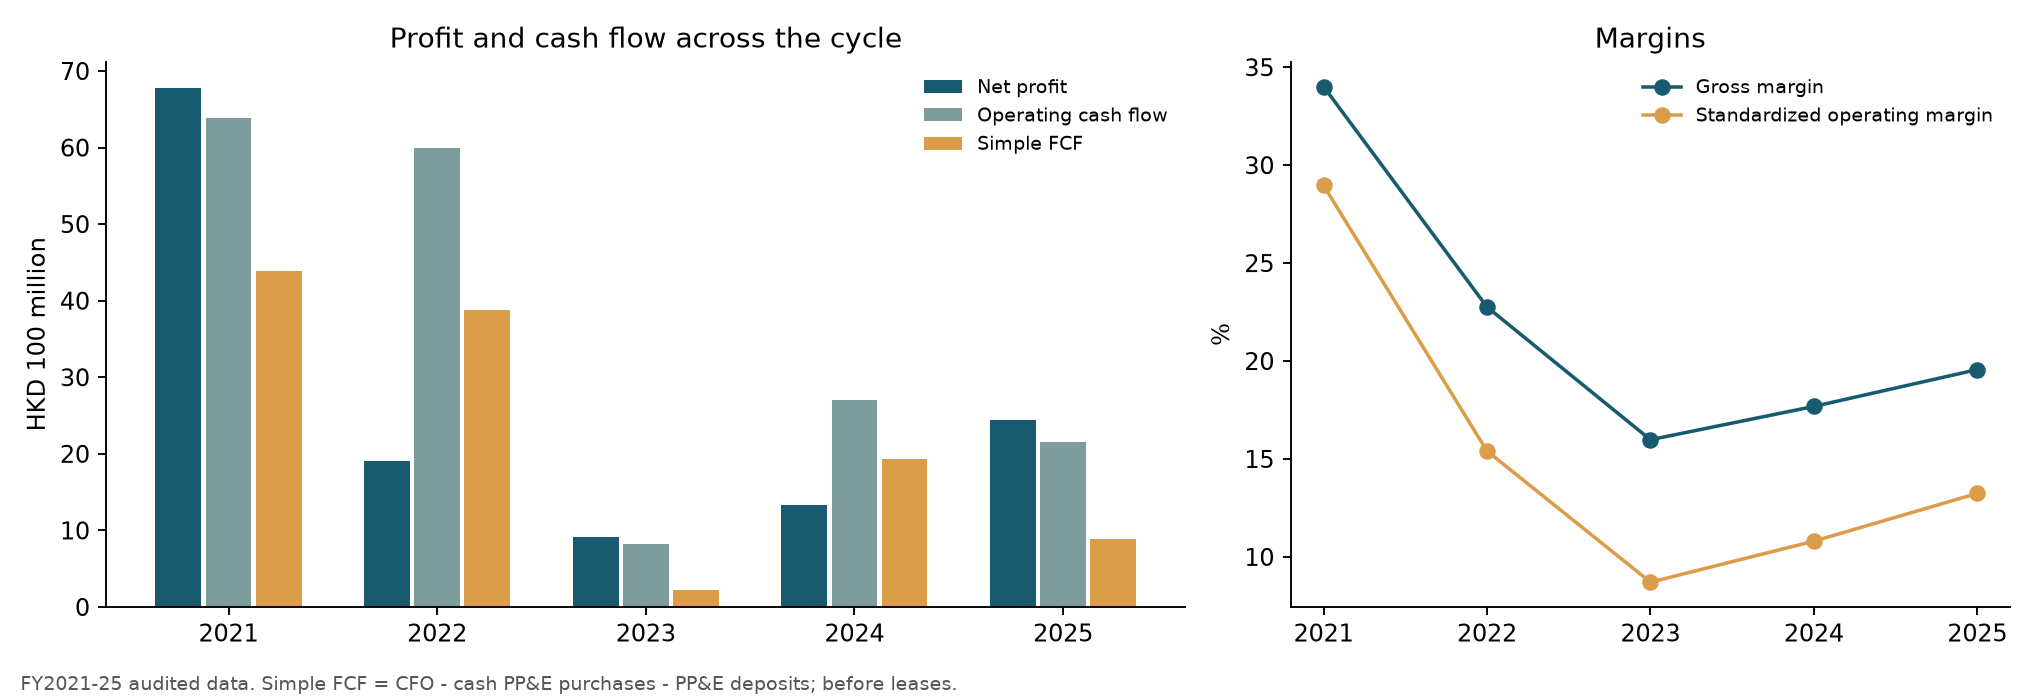 Profit and cash flow across the cycle
HKD 100 million
70
60
50
40
30
20
10
0
Net profit
Operating cash flow
Simple FCF
2021
2022
2023
2024
2025
Margins
%
35
30
25
20
15
10
Gross margin
Standardized operating margin
2021
2022
2023
2024
2025
FY2021-25 audited data. Simple FCF = CFO - cash PP&E purchases - PP&E deposits; before leases.